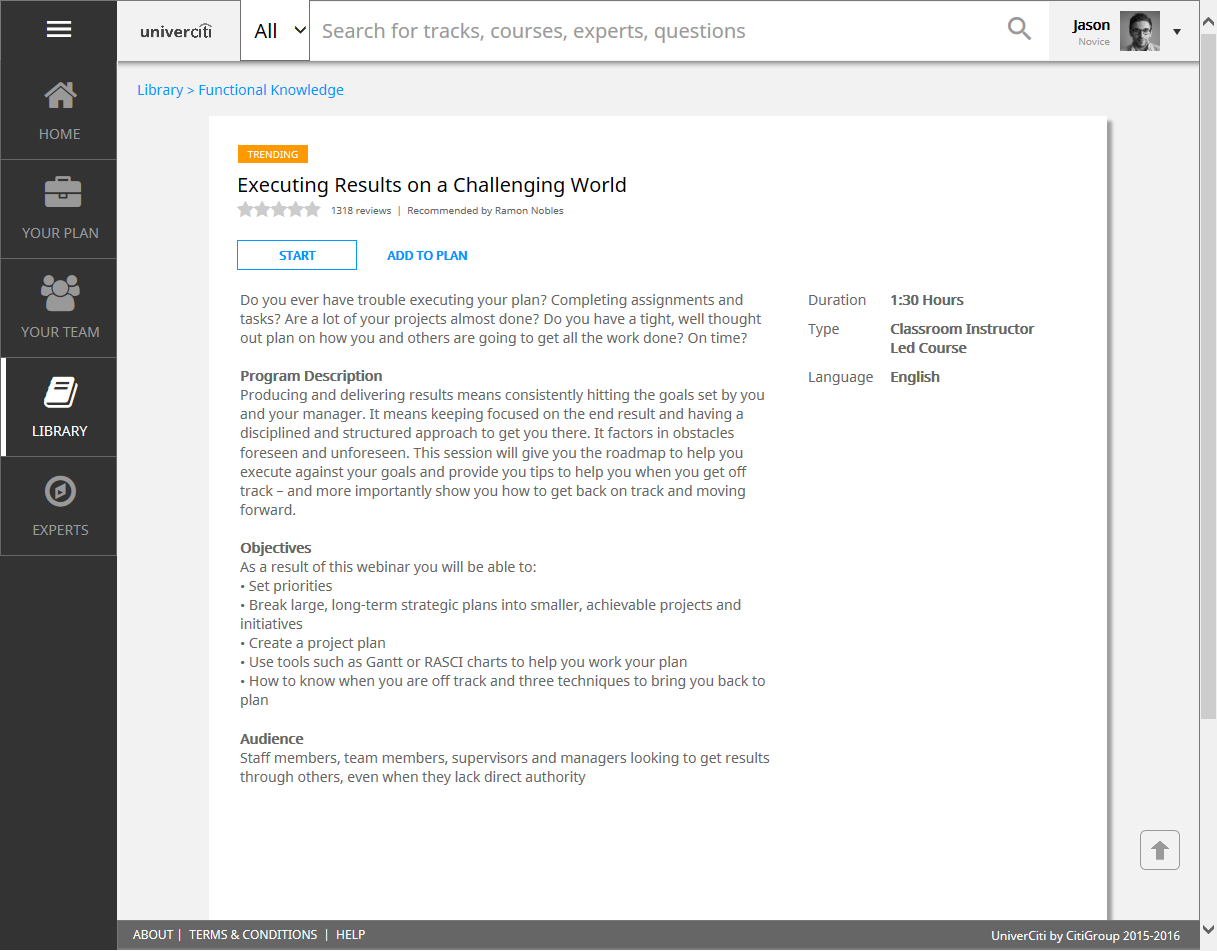 univerciti
All
Search for tracks, courses, experts, questions
Jason
Novice
HOME
YOUR PLAN
YOUR TEAM
LIBRARY
EXPERTS
Library > Functional Knowledge
TRENDING
Executing Results on a Challenging World
1318 reviews | Recommended by Ramon Nobles
START
ADD TO PLAN
Do you ever have trouble executing your plan? Completing assignments and
tasks? Are a lot of your projects almost done? Do you have a tight, well thought
out plan on how you and others are going to get all the work done? On time?
Program Description
Producing and delivering results means consistently hitting the goals set by you
and your manager. It means keeping focused on the end result and having a
disciplined and structured approach to get you there. It factors in obstacles
foreseen and unforeseen. This session will give you the roadmap to help you
execute against your goals and provide you tips to help you when you get off
track – and more importantly show you how to get back on track and moving
forward.
Objectives
As a result of this webinar you will be able to:
• Set priorities
• Break large, long-term strategic plans into smaller, achievable projects and
initiatives
• Create a project plan
• Use tools such as Gantt or RASCI charts to help you work your plan
• How to know when you are off track and three techniques to bring you back to
plan
Audience
Staff members, team members, supervisors and managers looking to get results
through others, even when they lack direct authority
Duration 1:30 Hours
Type Classroom Instructor
Led Course
Language English
ABOUT | TERMS & CONDITIONS | HELP
UniverCiti by CitiGroup 2015-2016